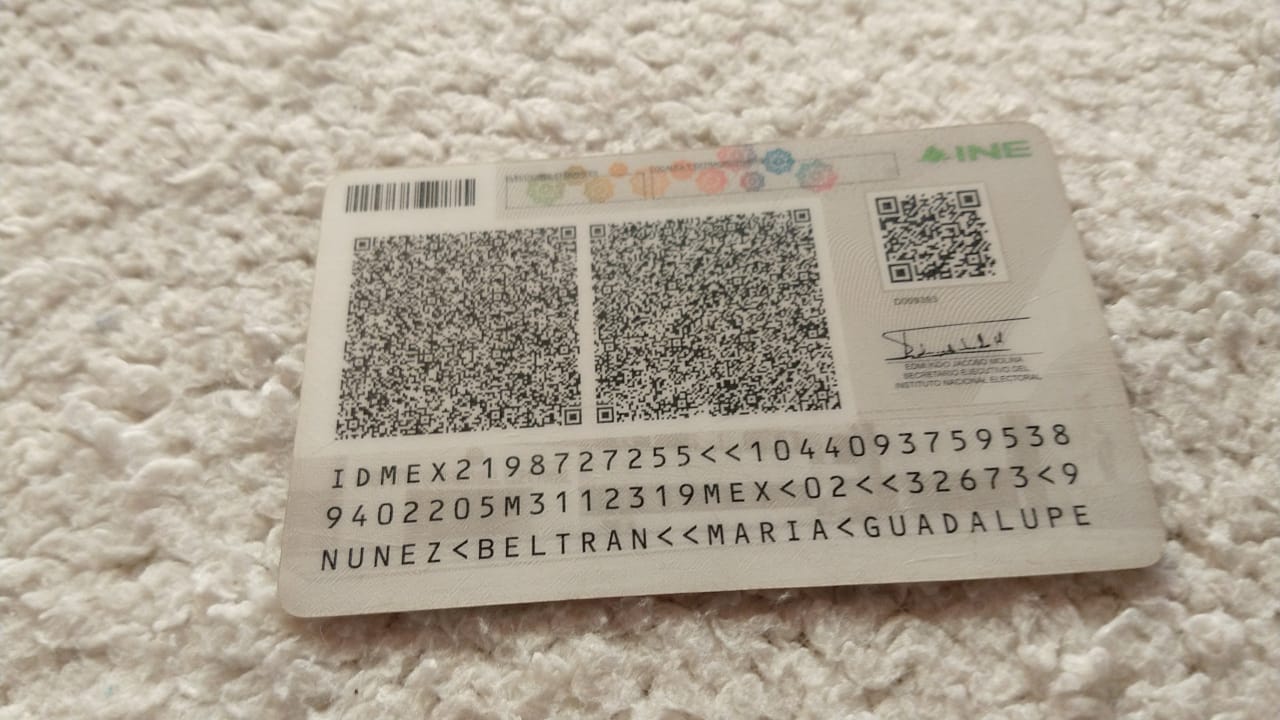 INE
D009383
EDMUNDO JACOBO MOLINA
SECRETARIO EJECUTIVO DEL
INSTITUTO NACIONAL ELECTORAL
IDMEX2198727255<<1044093759538
9402205M3112319MEX<02<<32673<9
NUNEZ<BELTRAN<<MARIA<GUADALUPE